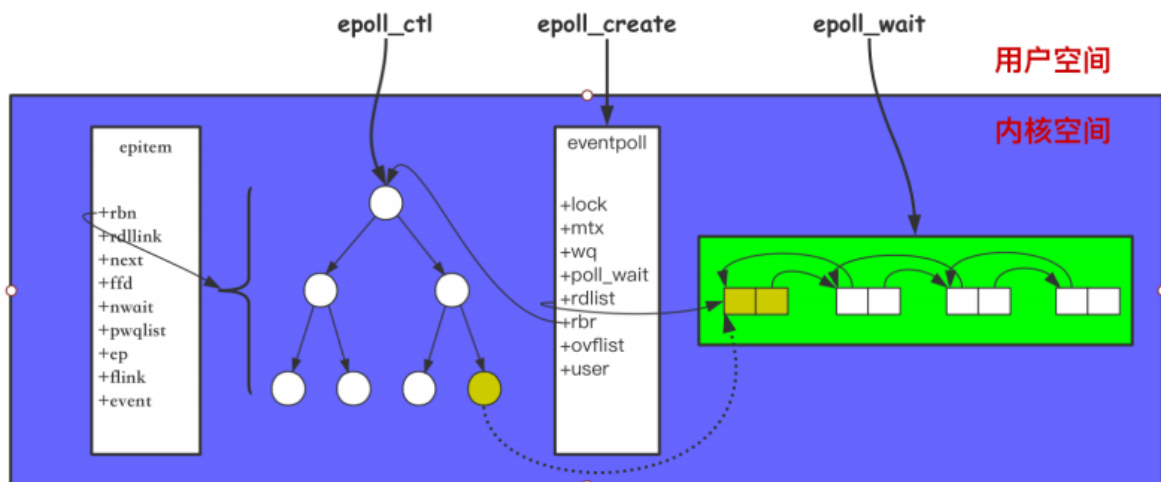 epoll_ctl
epoll_create
epoll_wait
用户空间
内核空间
epitem
+rbn
+rdllink
+next
+ffd
+nwait
+pwqlist
+ep
+fllink
+event
eventpoll
+lock
+mtx
+wq
+poll_wait
+rdlist
+rbr
+ovflist
+user